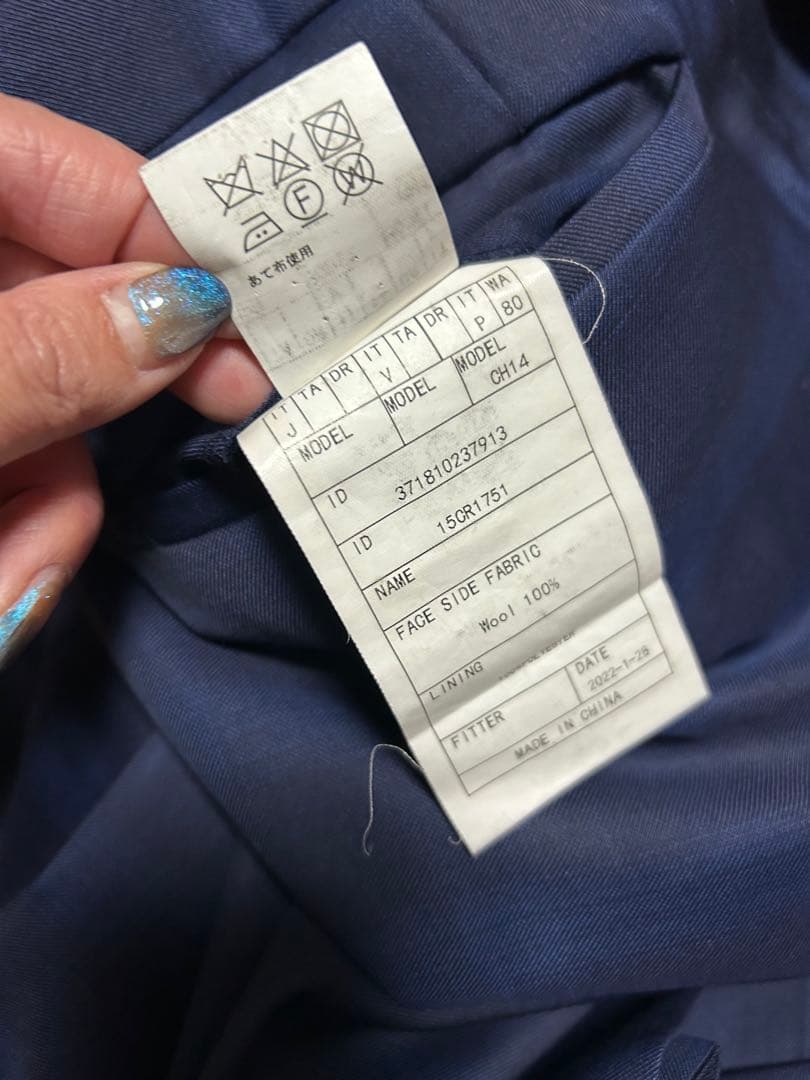 F
W
あて布使用
IT TA DR IT TA DR IT WA
J V P 80
MODEL MODEL MODEL
CH14
ID 371810237913
ID 15CR1751
NAME
FACE SIDE FABRIC
Wool 100%
LINING
FITTER DATE
2022-1-26
MADE IN CHINA